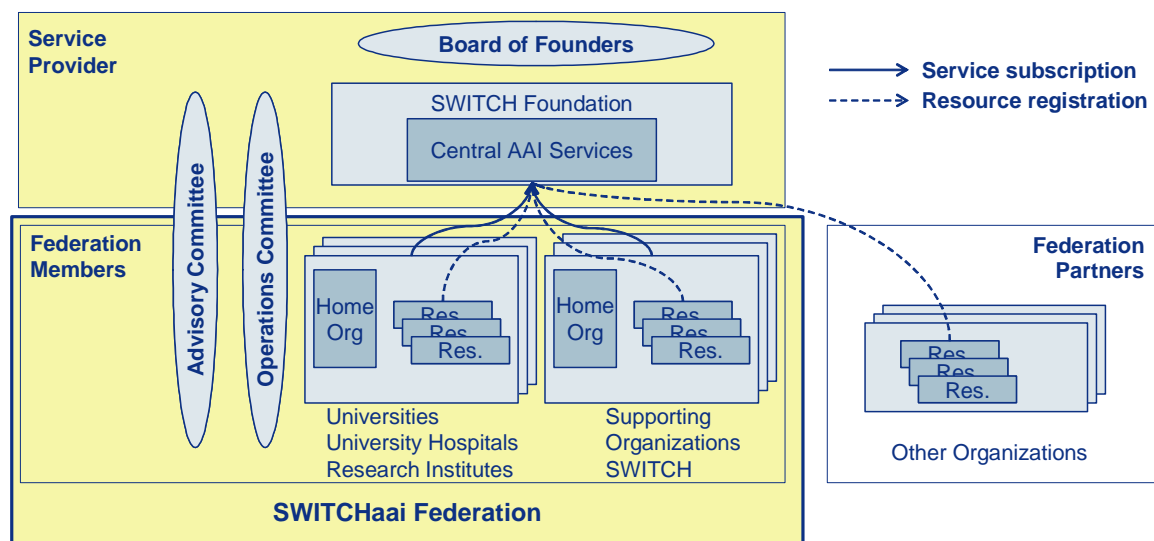 Service
Provider
Board of Founders
SWITCH Foundation
Central AAI Services
Service subscription
Resource registration
Advisory Committee
Operations Committee
Federation
Members
Home
Org
Res.
Res.
Res.
Home
Org
Res.
Res.
Res.
Universities
University Hospitals
Research Institutes
Supporting
Organizations
SWITCH
SWITCHaai Federation
Federation
Partners
Res.
Res.
Res.
Other Organizations